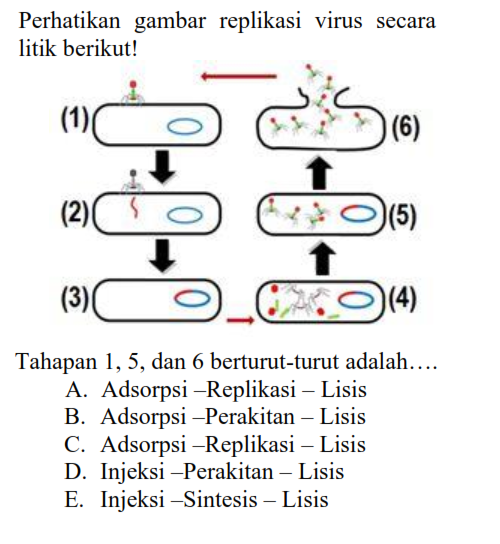 Perhatikan gambar replikasi virus secara
litik berikut!
(1)
(6)
(2)
(5)
(3)
(4)
Tahapan 1, 5, dan 6 berturut-turut adalah….
A. Adsorpsi –Replikasi – Lisis
B. Adsorpsi –Perakitan – Lisis
C. Adsorpsi –Replikasi – Lisis
D. Injeksi –Perakitan – Lisis
E. Injeksi –Sintesis – Lisis